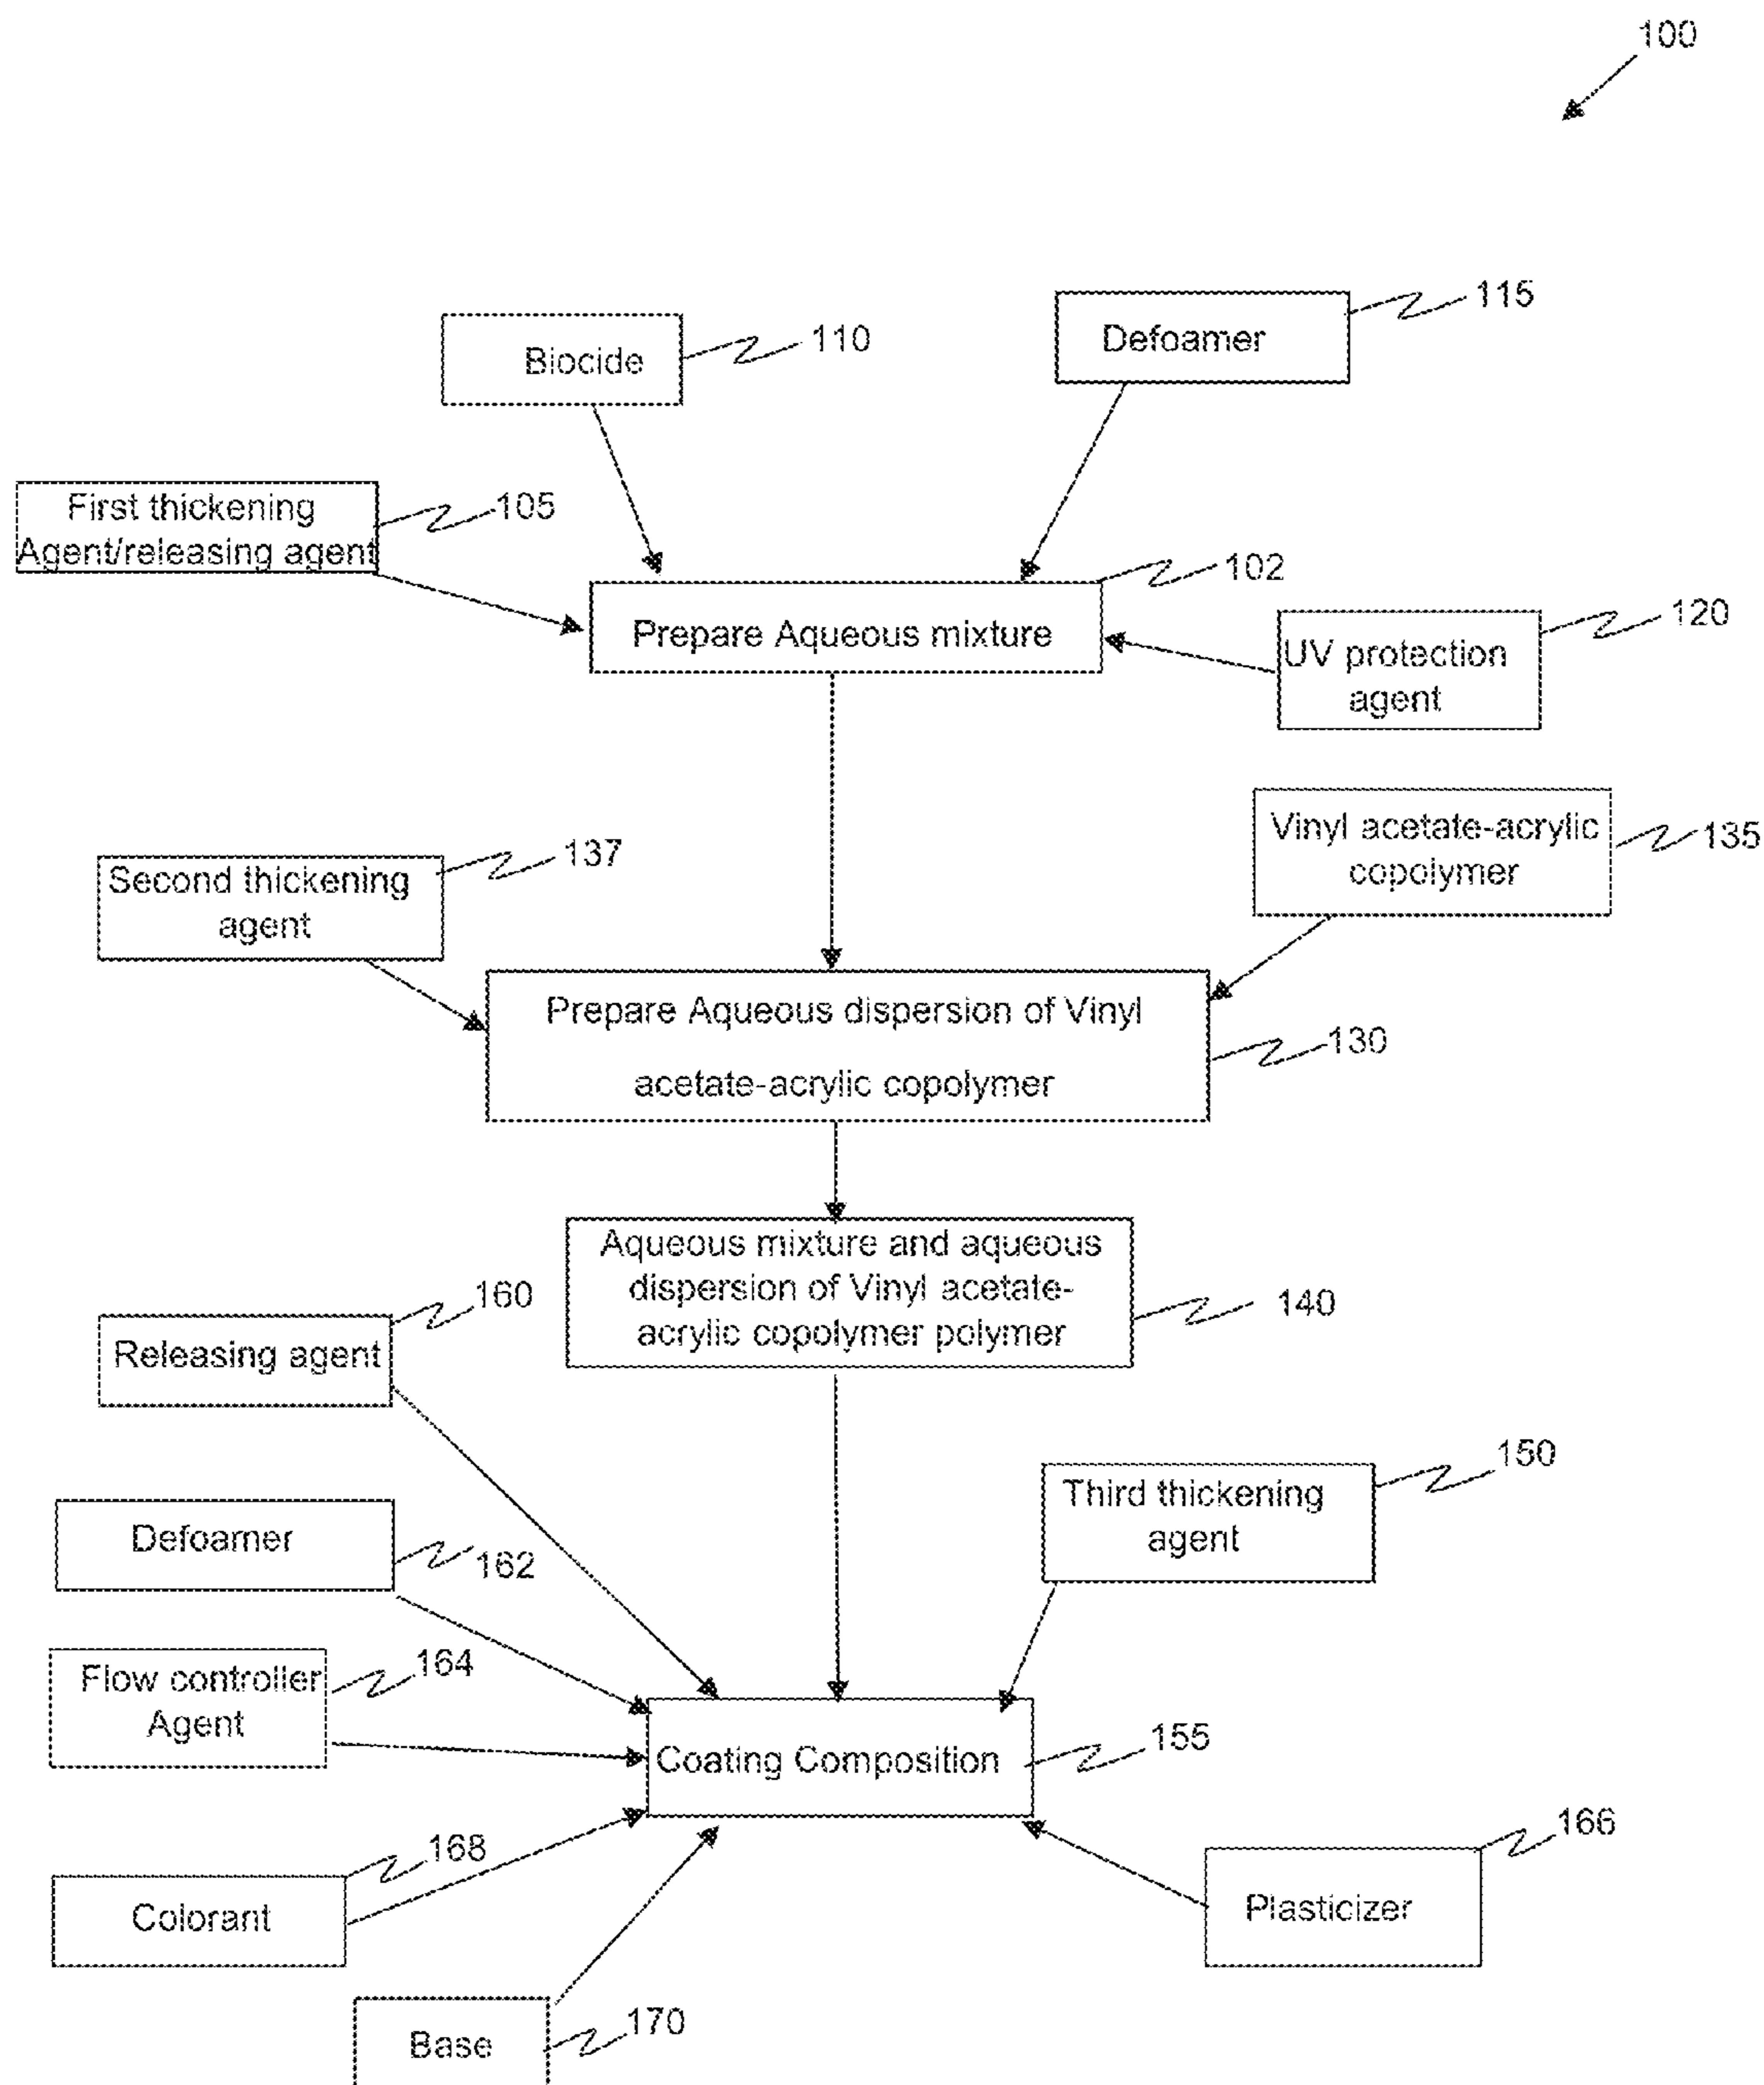 100
Biocide
110
Defoamer
115
First thickening
Agent/releasing agent
105
Prepare Aqueous mixture
102
UV protection
agent
120
Second thickening
agent
137
Vinyl acetate-acrylic
copolymer
135
Prepare Aqueous dispersion of Vinyl
acetate-acrylic copolymer
130
Aqueous mixture and aqueous
dispersion of Vinyl acetate-
acrylic copolymer polymer
140
Releasing agent
160
Defoamer
162
Third thickening
agent
150
Flow controller
Agent
164
Coating Composition
155
Colorant
168
Plasticizer
166
Base
170